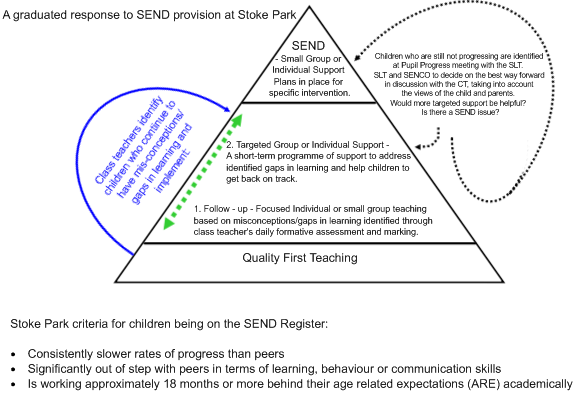 A graduated response to SEND provision at Stoke Park
SEND
- Small Group or
Individual Support
Plans in place for
specific intervention.
Children who are still not progressing are identified
at Pupil Progress meeting with the SLT.
SLT and SENCO to decide on the best way forward
in discussion with the CT, taking into account
the views of the child and parents.
Would more targeted support be helpful?
Is there a SEND issue?
Class teachers identify
children who continue to
have mis-conceptions/
gaps in learning and
implement:
2. Targeted Group or Individual Support -
A short-term programme of support to address
identified gaps in learning and help children to
get back on track.
1. Follow - up - Focused Individual or small group teaching
based on misconceptions/gaps in learning identified through
class teacher's daily formative assessment and marking.
Quality First Teaching
Stoke Park criteria for children being on the SEND Register:
• Consistently slower rates of progress than peers
• Significantly out of step with peers in terms of learning, behaviour or communication skills
• Is working approximately 18 months or more behind their age related expectations (ARE) academically